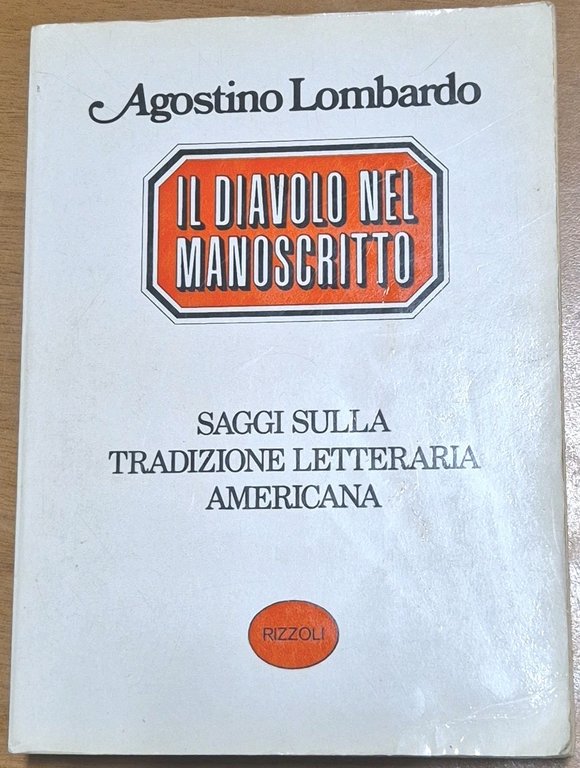 Agostino Lombardo
IL DIAVOLO NEL
MANOSCRITTO
SAGGI SULLA
TRADIZIONE LETTERARIA
AMERICANA
RIZZOLI